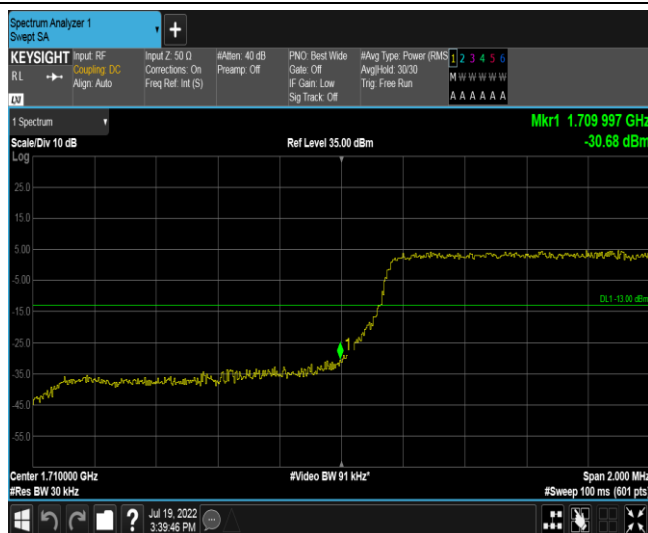 Spectrum Analyzer 1
Swept SA
+
KEYSIGHT
RL
LXI
Input: RF
Coupling: DC
Align: Auto
Input Z: 50 Ω
Corrections: On
Freq Ref: Int (S)
#Atten: 40 dB
Preamp: Off
PNO: Best Wide
Gate: Off
IF Gain: Low
Sig Track: Off
#Avg Type: Power (RMS
Avg|Hold: 30/30
Trig: Free Run
1 2 3 4 5 6
M W W W W W
A A A A A A
1 Spectrum
Scale/Div 10 dB
Log
Ref Level 35.00 dBm
Mkr1 1.709 997 GHz
-30.68 dBm
25.0
15.0
5.00
-5.00
DL1 -13.00 dBm
-15.0
1
-25.0
-35.0
-45.0
-55.0
Center 1.710000 GHz
#Video BW 91 kHz*
Span 2.000 MHz
#Res BW 30 kHz
#Sweep 100 ms (601 pts)
?
Jul 19, 2022
3:39:46 PM